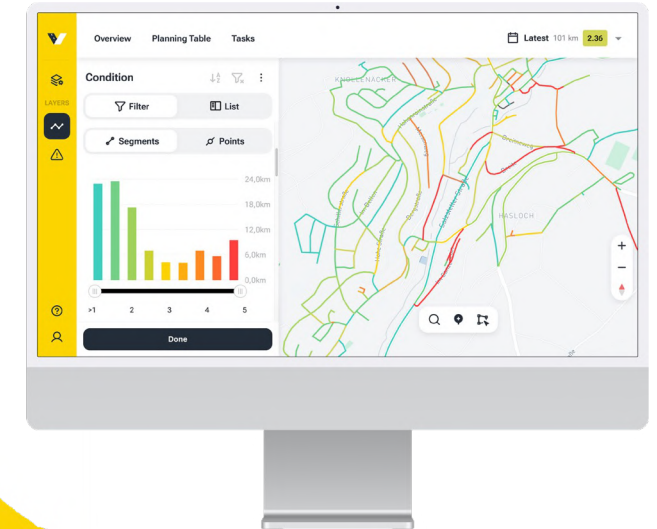 Overview Planning Table Tasks
Latest 101 km 2.36
Condition
LAYERS
Filter List
Segments Points
24,0km
18,0km
12,0km
6,0km
0,0km
>1 2 3 4 5
Done
KNOLLENACKER
HASLOCH